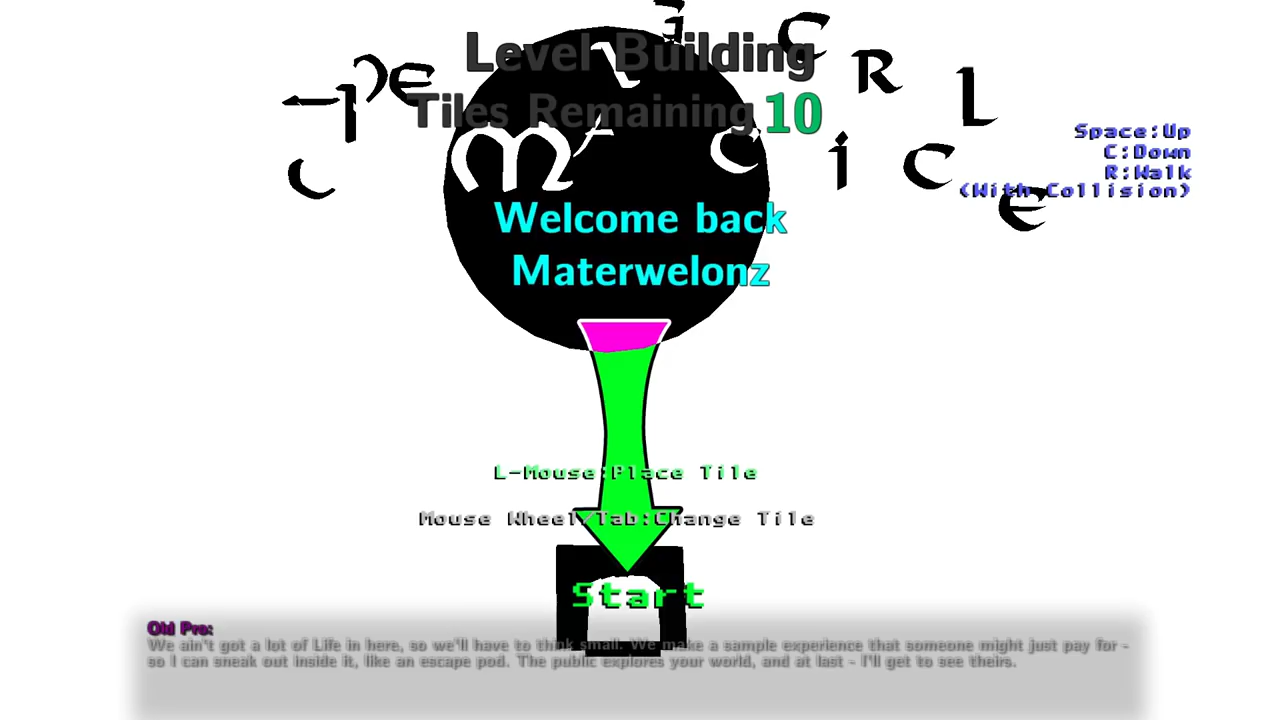 Level Building
Tiles Remaining 10
Space:Up
C:Down
R:Walk
(With Collision)
Welcome back
Materwelonz
L-Mouse:Place Tile
Mouse Wheel/Tab:Change Tile
Start
Old Pro:
We ain't got a lot of Life in here, so we'll have to think small. We make a sample experience that someone might just pay for -
so I can sneak out inside it, like an escape pod. The public explores your world, and at last - I'll get to see theirs.